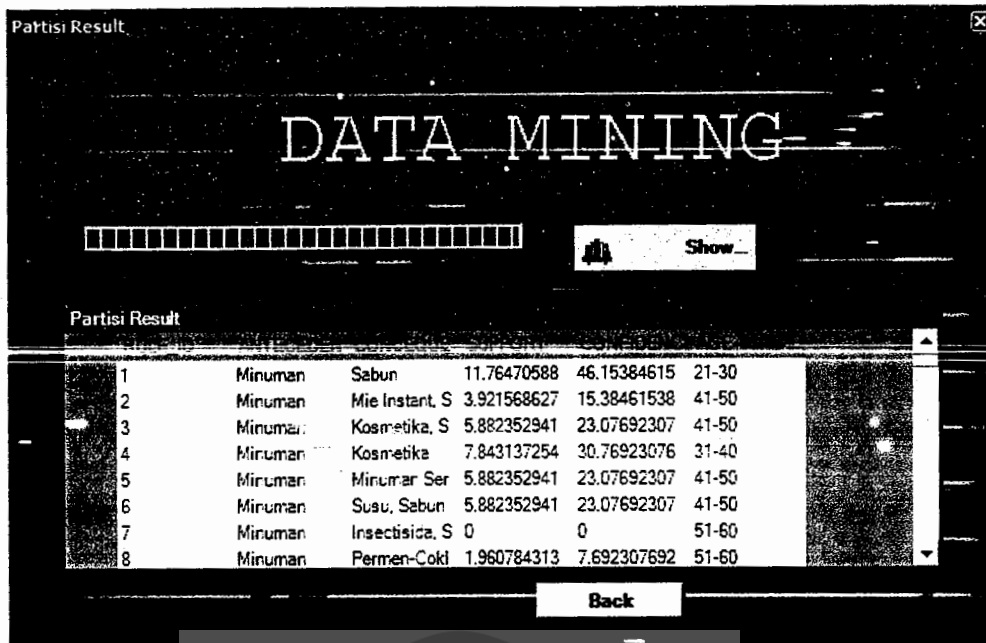 Partisi Result
DATA MINING
Show...
Partisi Result
1 Minuman Sabun 11.76470588 46.15384615 21-30
2 Minuman Mie Instant, S 3.921568627 15.38461538 41-50
3 Minuman Kosmetika, S 5.882352941 23.07692307 41-50
4 Minuman Kosmetika 7.843137254 30.76923076 31-40
5 Minuman Minuman Ser 5.882352941 23.07692307 41-50
6 Minuman Susu, Sabun 5.882352941 23.07692307 41-50
7 Minuman Insectisida, S 0 0 51-60
8 Minuman Permen-Cokl 1.960784313 7.692307692 51-60
Back